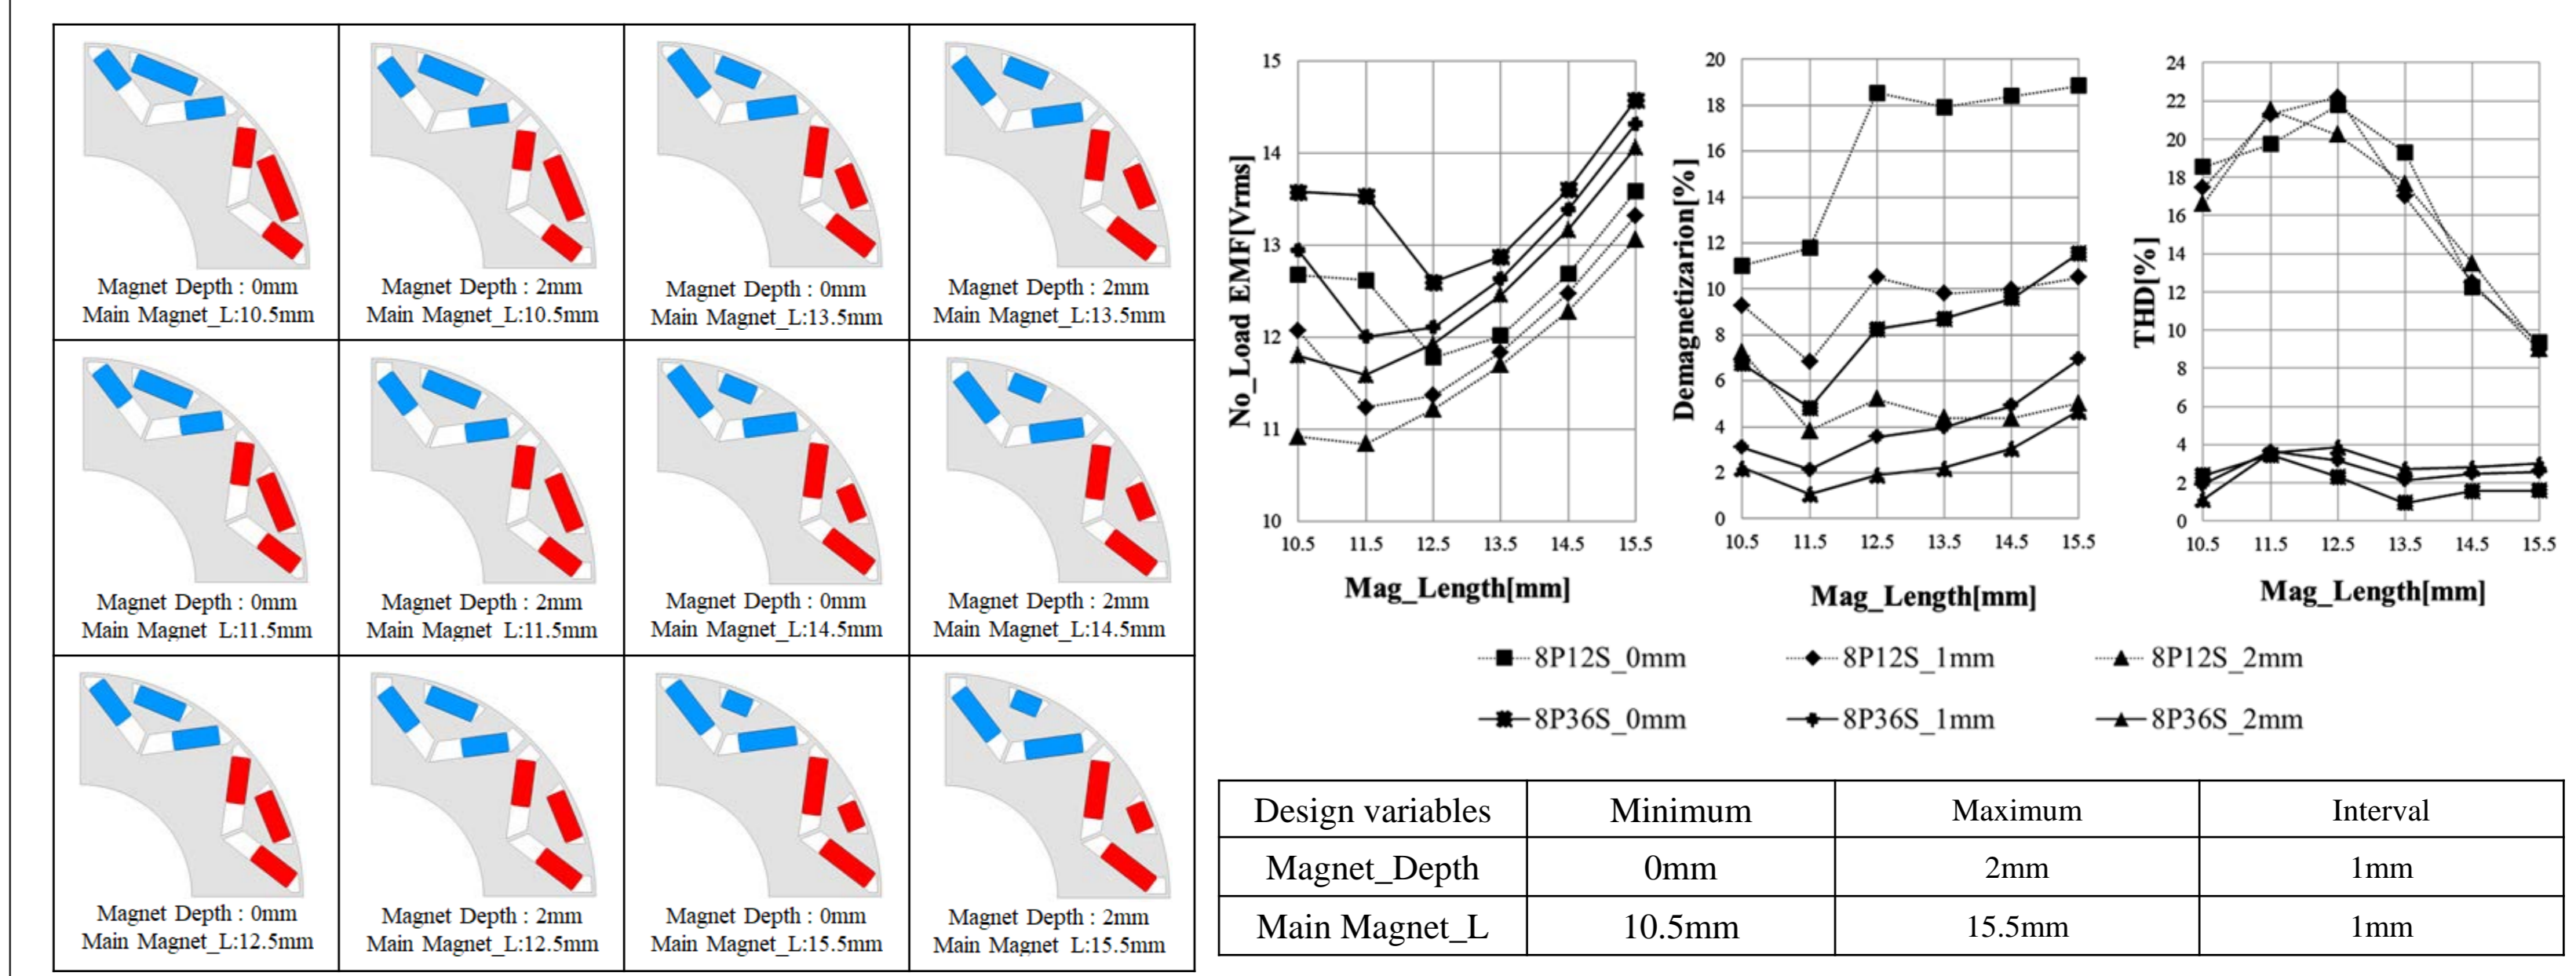 Magnet Depth : 0mm
Main Magnet_L:10.5mm
Magnet Depth : 2mm
Main Magnet_L:10.5mm
Magnet Depth : 0mm
Main Magnet_L:13.5mm
Magnet Depth : 2mm
Main Magnet_L:13.5mm
Magnet Depth : 0mm
Main Magnet L:11.5mm
Magnet Depth : 2mm
Main Magnet L:11.5mm
Magnet Depth : 0mm
Main Magnet_L:14.5mm
Magnet Depth : 2mm
Main Magnet_L:14.5mm
Magnet Depth : 0mm
Main Magnet_L:12.5mm
Magnet Depth : 2mm
Main Magnet_L:12.5mm
Magnet Depth : 0mm
Main Magnet_L:15.5mm
Magnet Depth : 2mm
Main Magnet L:15.5mm
No_Load EMF[Vrms]
15
14
13
12
11
10
10.5 11.5 12.5 13.5 14.5 15.5
Mag_Length[mm]
Demagnetizarion[%]
20
18
16
14
12
10
8
6
4
2
0
10.5 11.5 12.5 13.5 14.5 15.5
Mag_Length[mm]
THD[%]
24
22
20
18
16
14
12
10
8
6
4
2
0
10.5 11.5 12.5 13.5 14.5 15.5
Mag_Length[mm]
8P12S_0mm 8P12S_1mm 8P12S_2mm
8P36S_0mm 8P36S_1mm 8P36S_2mm
Design variables Minimum Maximum Interval
Magnet_Depth 0mm 2mm 1mm
Main Magnet_L 10.5mm 15.5mm 1mm